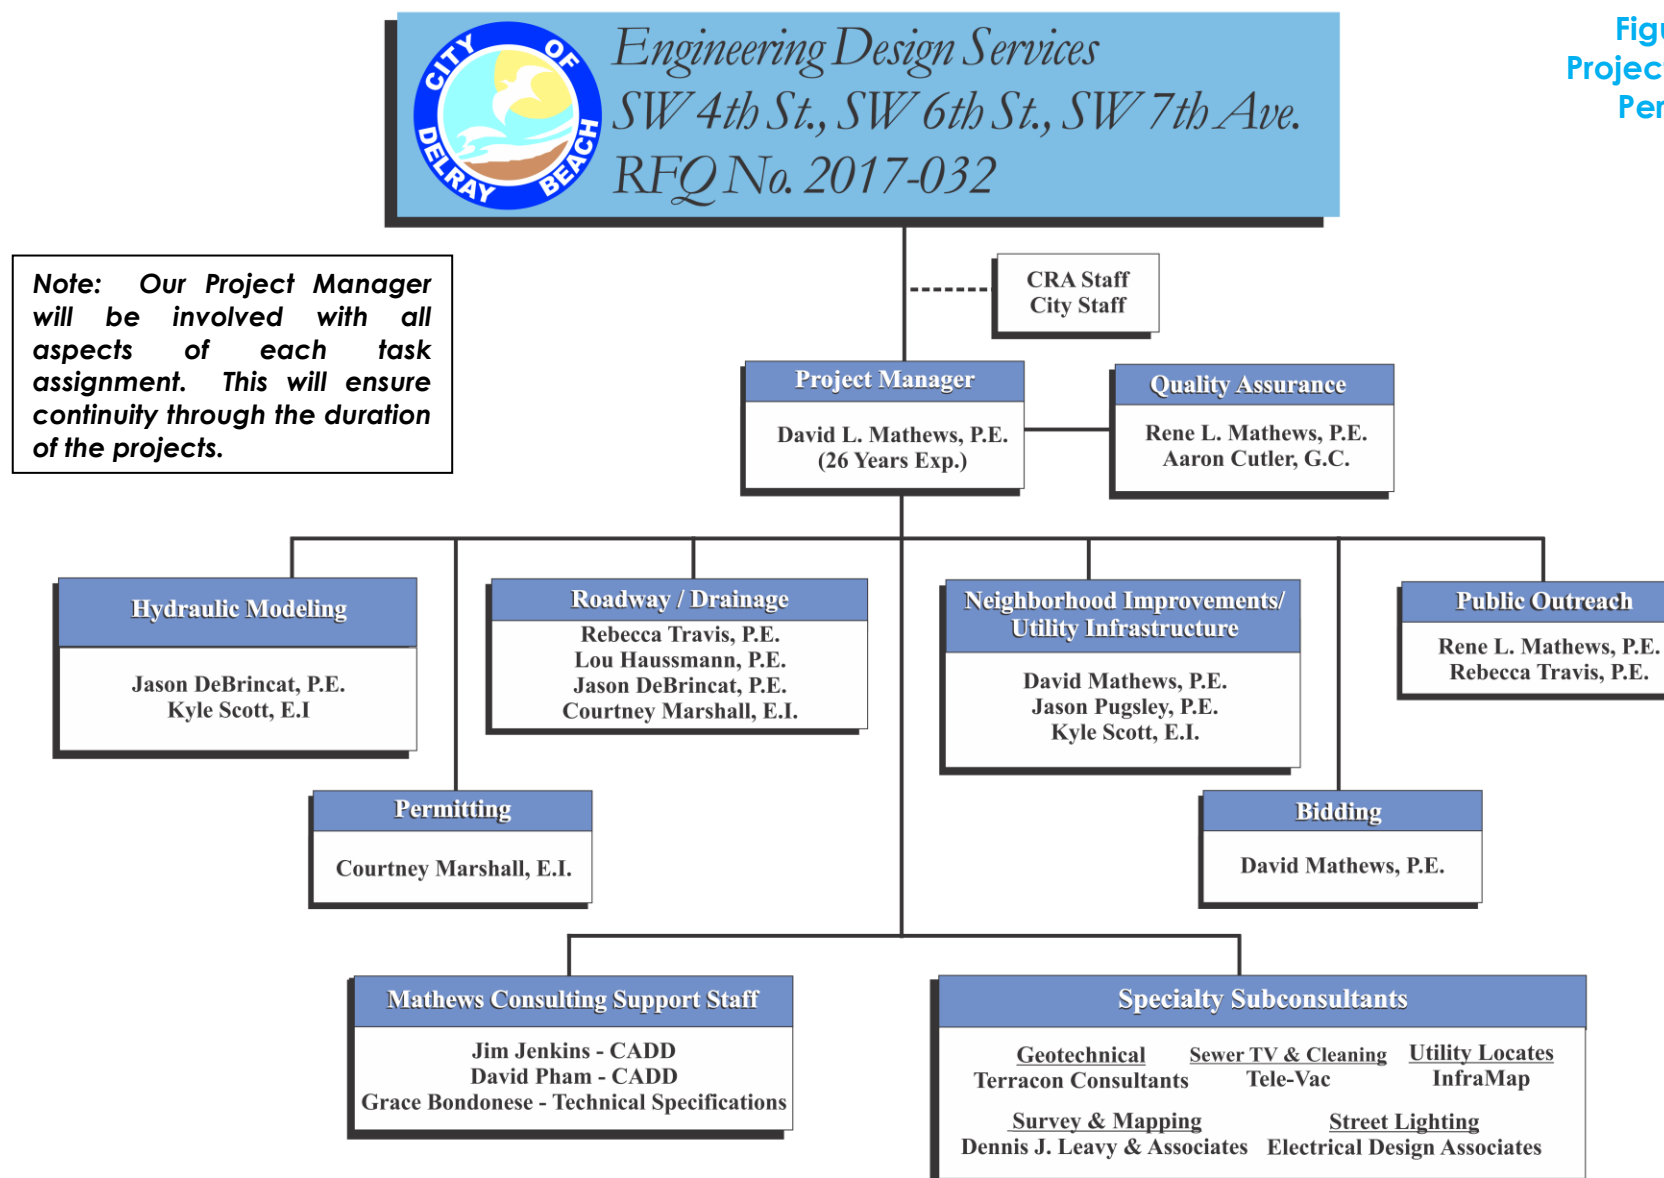 Engineering Design Services
SW 4th St., SW 6th St., SW 7th Ave.
RFQ No. 2017-032
CITY OF
DELRAY BEACH
Project
Note: Our Project Manager
will be involved with all
aspects of each task
assignment. This will ensure
continuity through the duration
of the projects.
CRA Staff
City Staff
Project Manager
David L. Mathews, P.E.
(26 Years Exp.)
Quality Assurance
Rene L. Mathews, P.E.
Aaron Cutler, G.C.
Hydraulic Modeling
Jason DeBrincat, P.E.
Kyle Scott, E.I
Roadway / Drainage
Rebecca Travis, P.E.
Lou Haussmann, P.E.
Jason DeBrincat, P.E.
Courtney Marshall, E.I.
Neighborhood Improvements/
Utility Infrastructure
David Mathews, P.E.
Jason Pugsley, P.E.
Kyle Scott, E.I.
Public Outreach
Rene L. Mathews, P.E.
Rebecca Travis, P.E.
Permitting
Courtney Marshall, E.I.
Bidding
David Mathews, P.E.
Mathews Consulting Support Staff
Jim Jenkins - CADD
David Pham - CADD
Grace Bondonese - Technical Specifications
Specialty Subconsultants
Geotechnical
Terracon Consultants
Sewer TV & Cleaning
Tele-Vac
Utility Locates
InfraMap
Survey & Mapping
Dennis J. Leavy & Associates
Street Lighting
Electrical Design Associates